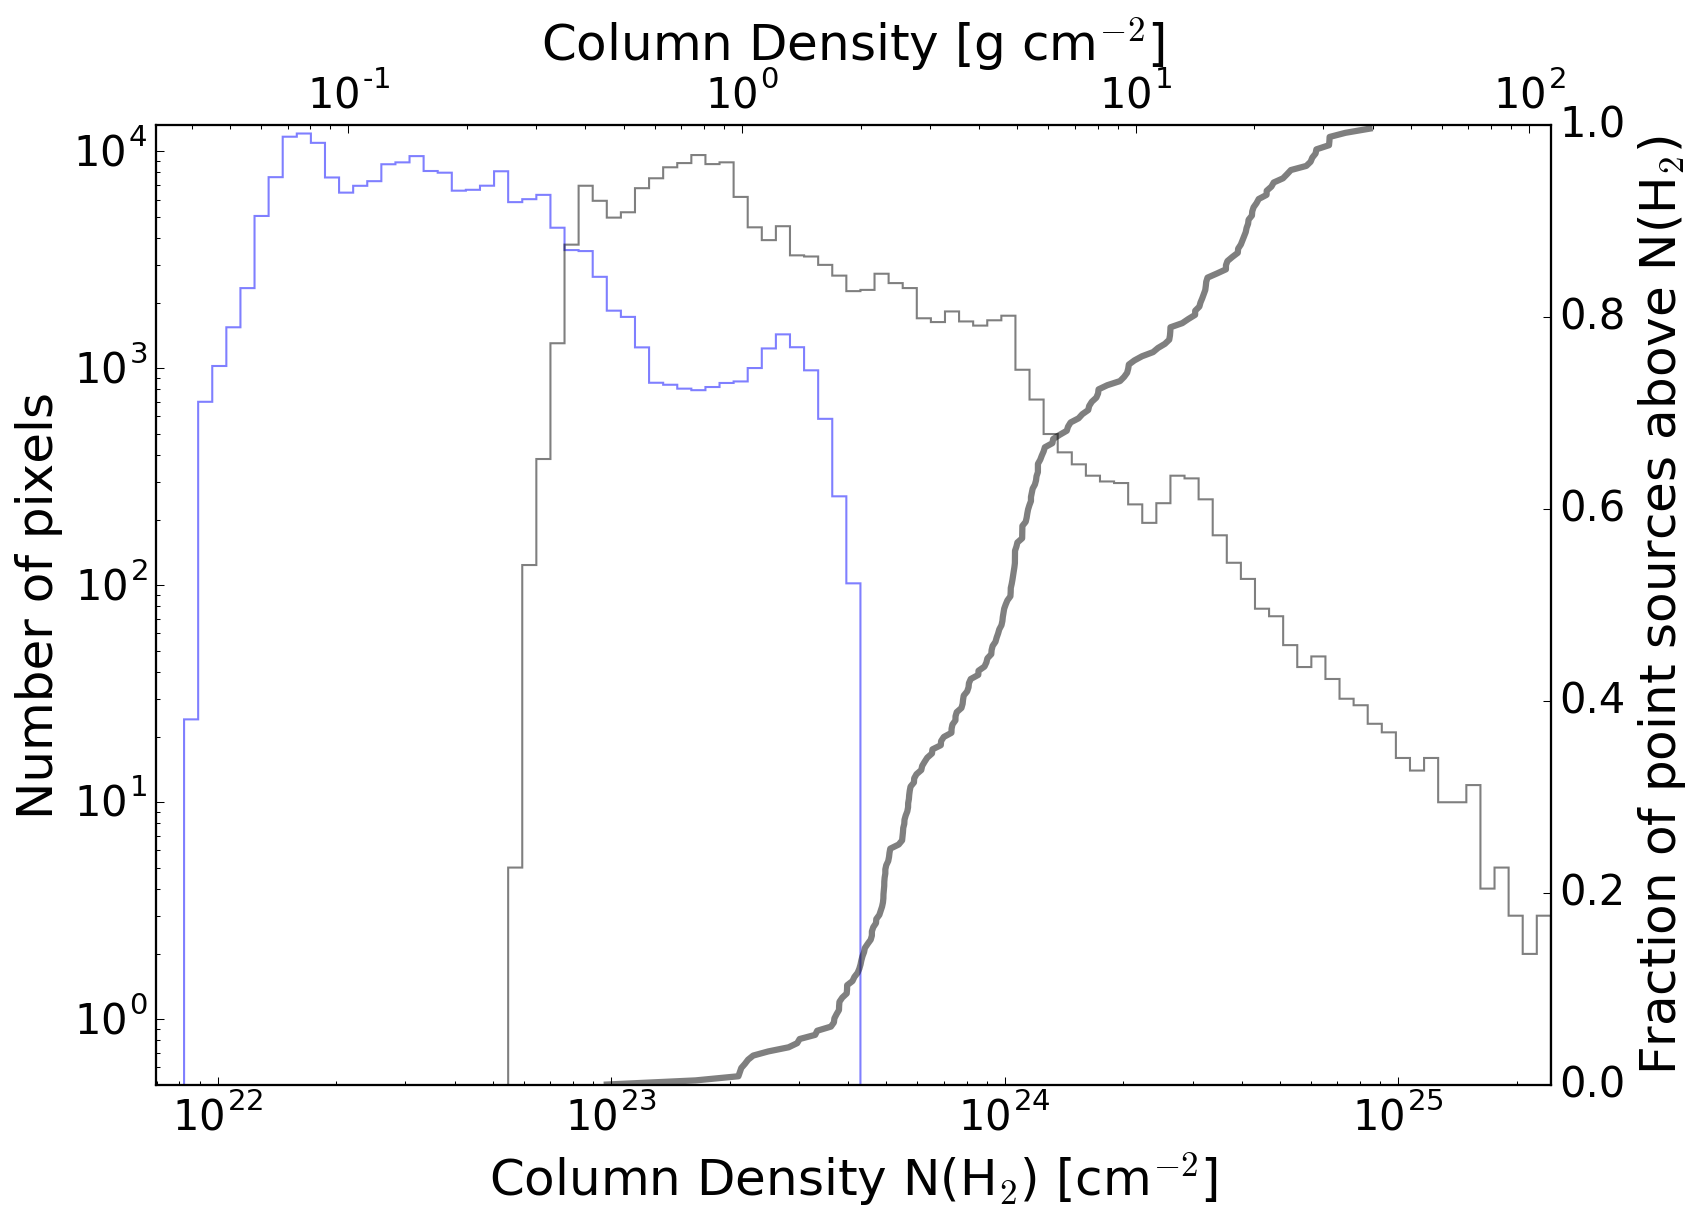 Column Density [g cm⁻²]
10⁻¹ 10⁰ 10¹ 10²
10⁴
10³
10²
10¹
10⁰
Number of pixels
1.0
0.8
0.6
0.4
0.2
0.0
Fraction of point sources above N(H₂)
10²² 10²³ 10²⁴ 10²⁵
Column Density N(H₂) [cm⁻²]